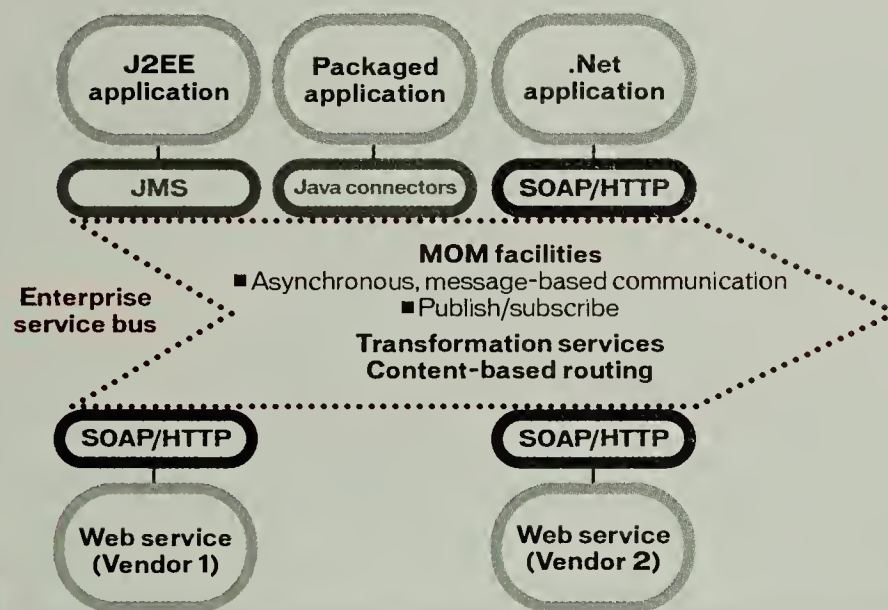 J2EE
application
Packaged
application
.Net
application
JMS
Java connectors
SOAP/HTTP
MOM facilities
■ Asynchronous, message-based communication
■ Publish/subscribe
Enterprise
service bus
Transformation services
Content-based routing
SOAP/HTTP
SOAP/HTTP
Web service
(Vendor 1)
Web service
(Vendor 2)